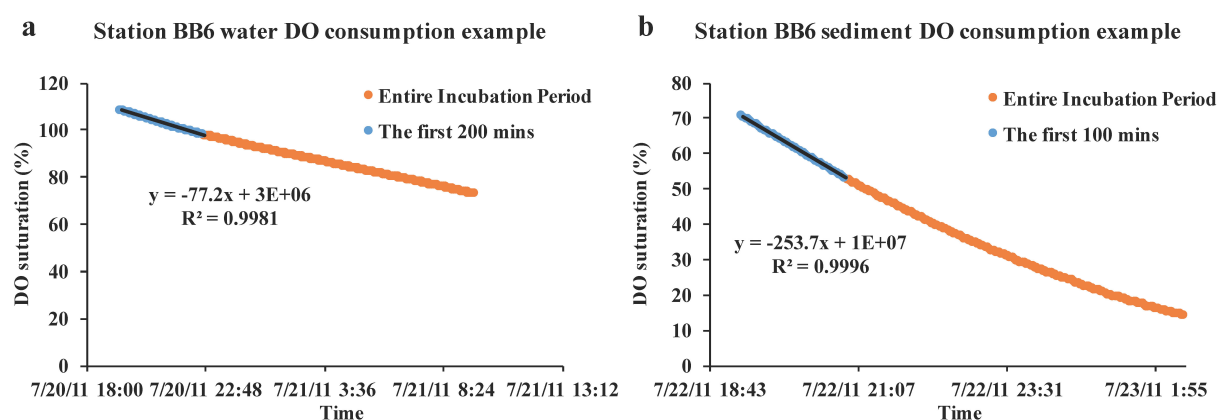 a Station BB6 water DO consumption example
120
100
80
60
40
20
0
DO suturation (%)
Entire Incubation Period
The first 200 mins
y = -77.2x + 3E+06
R² = 0.9981
7/20/11 18:00 7/20/11 22:48 7/21/11 3:36 7/21/11 8:24 7/21/11 13:12
Time
b Station BB6 sediment DO consumption example
80
70
60
50
40
30
20
10
0
DO suturation (%)
Entire Incubation Period
The first 100 mins
y = -253.7x + 1E+07
R² = 0.9996
7/22/11 18:43 7/22/11 21:07 7/22/11 23:31 7/23/11 1:55
Time